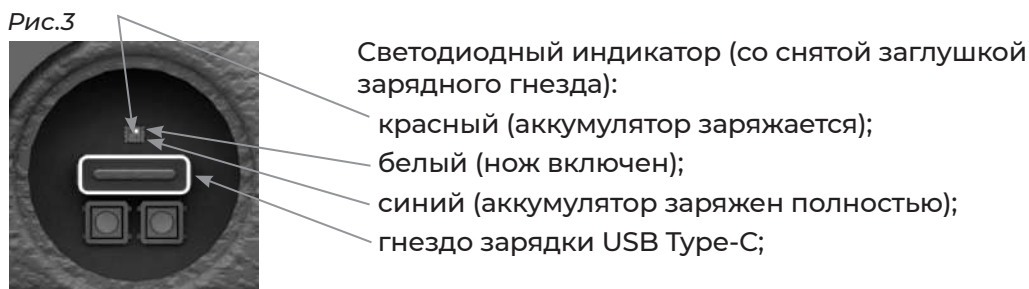 Рис.3
Светодиодный индикатор (со снятой заглушкой
зарядного гнезда):
красный (аккумулятор заряжается);
белый (нож включен);
синий (аккумулятор заряжен полностью);
гнездо зарядки USB Type-C;